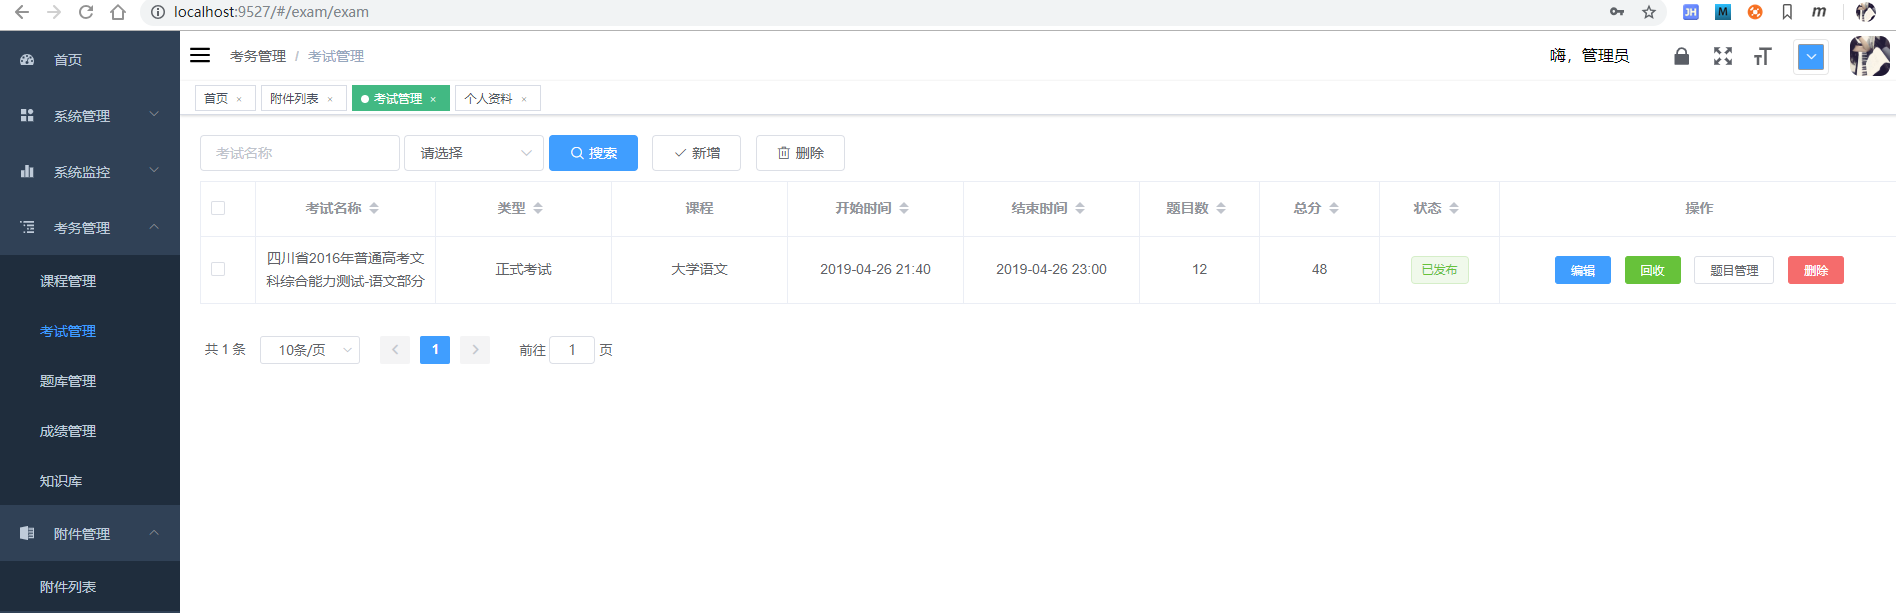 localhost:9527/#/exam/exam
JH
M
m
首页
系统管理
系统监控
考务管理
课程管理
考试管理
题库管理
成绩管理
知识库
附件管理
附件列表
考务管理 / 考试管理
嗨，管理员
首页 ×
附件列表 ×
考试管理 ×
个人资料 ×
考试名称
请选择
搜索
新增
删除
考试名称 类型 课程 开始时间 结束时间 题目数 总分 状态 操作
四川省2016年普通高考文
科综合能力测试-语文部分
正式考试 大学语文 2019-04-26 21:40 2019-04-26 23:00 12 48 已发布 编辑 回收 题目管理 删除
共 1 条 10条/页 1 前往 1 页